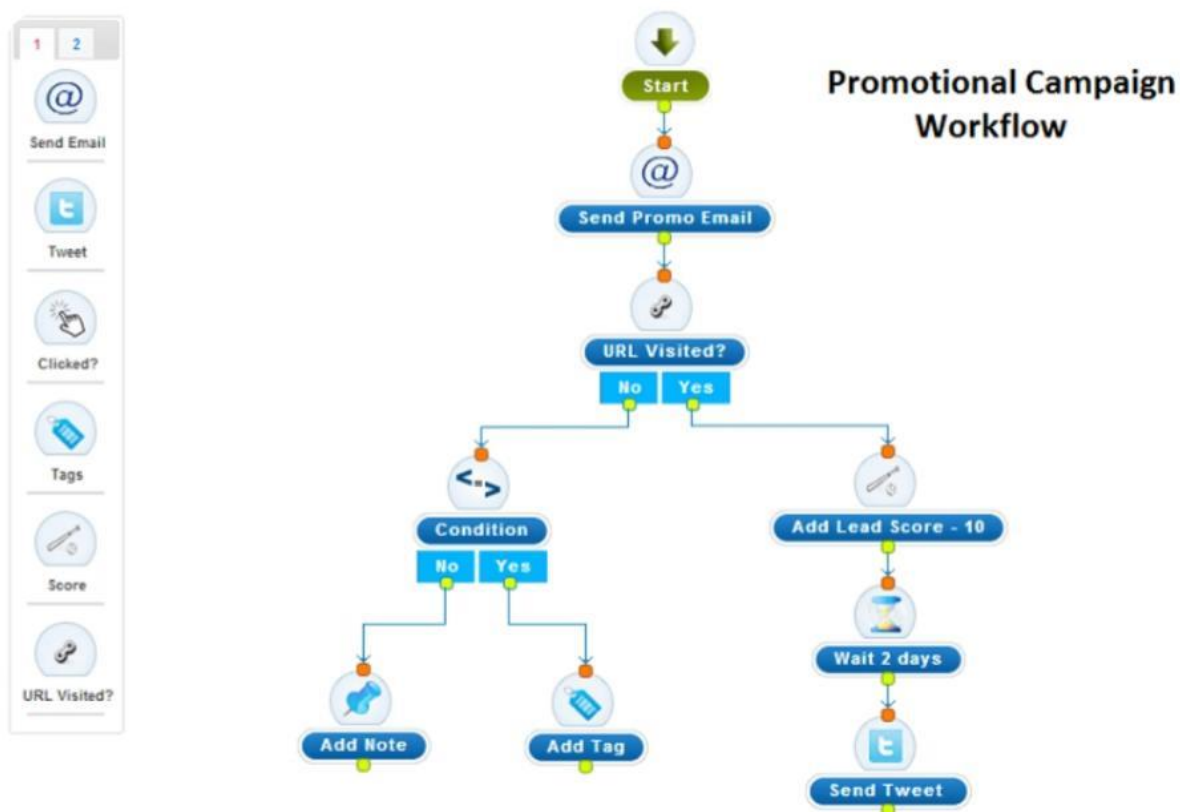 1 2
Send Email
Tweet
Clicked?
Tags
Score
URL Visited?
Promotional Campaign
Workflow
Start
@
Send Promo Email
URL Visited?
No Yes
Condition
No Yes
Add Note
Add Tag
Add Lead Score - 10
Wait 2 days
Send Tweet